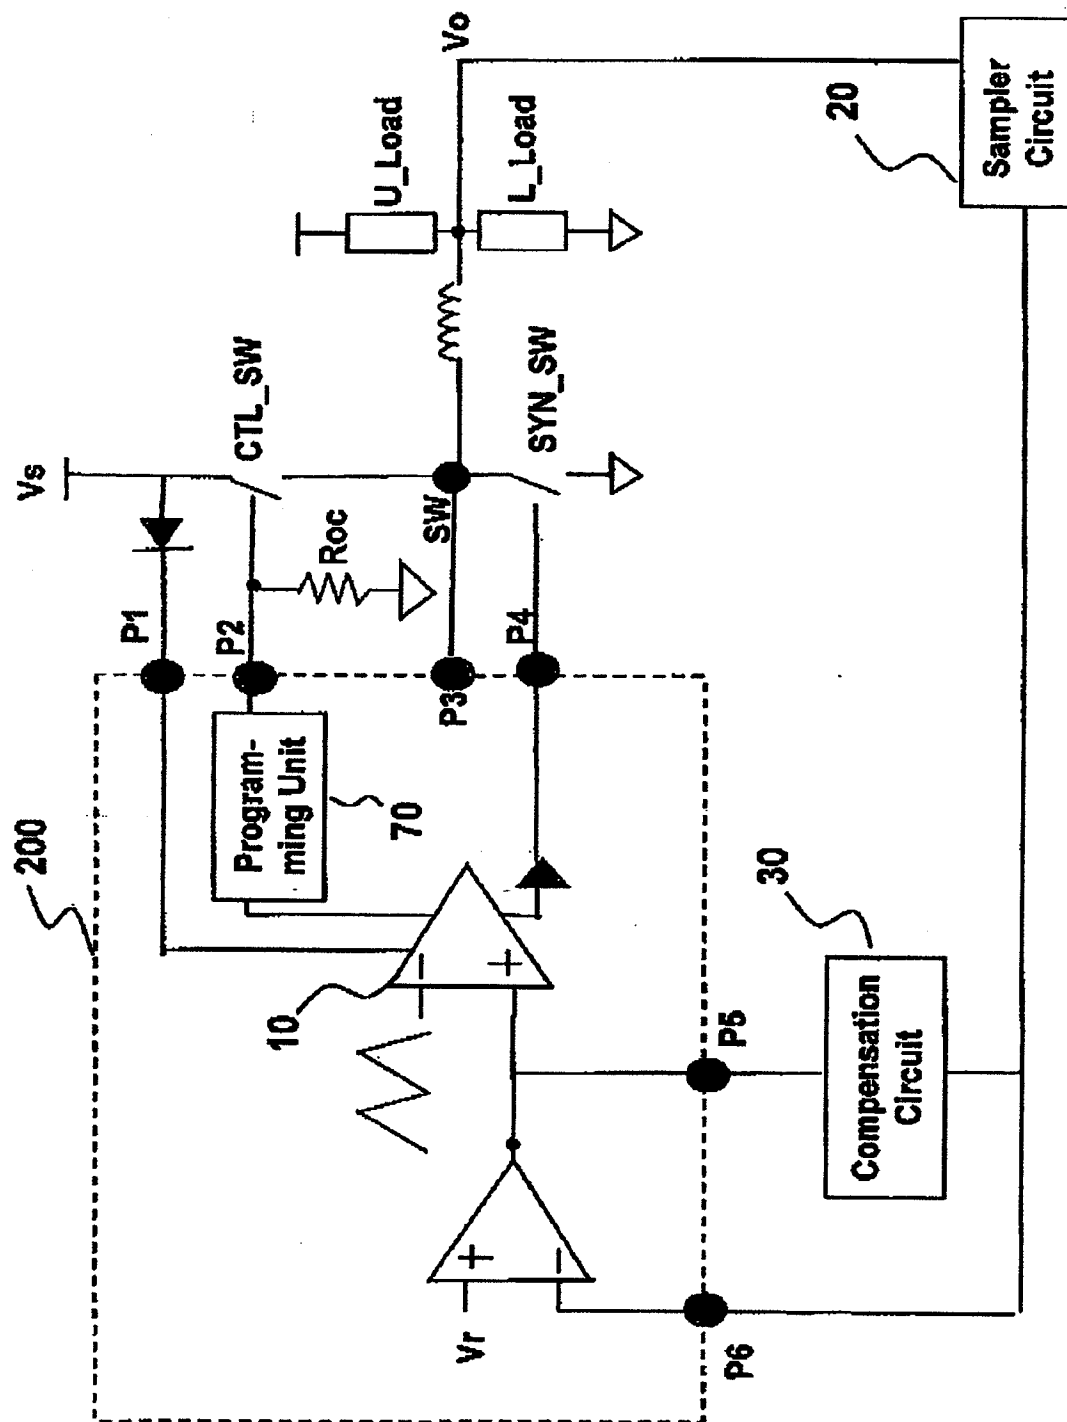 Vs
Vo
P1
CTL_SW
U_Load
200
Program-
ming Unit
P2
Roc
70
SW
P3
L_Load
10
−
+
P4
SYN_SW
Vr
+
−
P5
P6
30
Compensation
Circuit
20
Sampler
Circuit